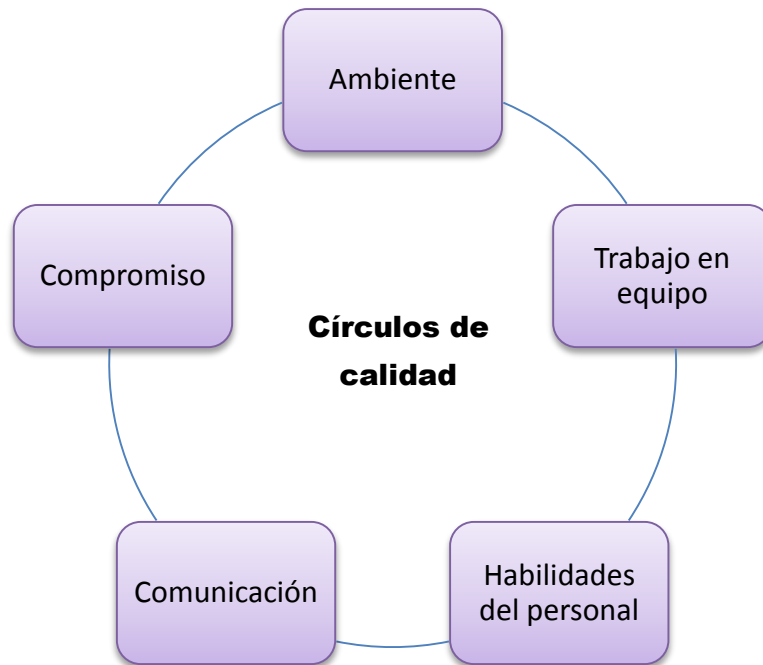 Ambiente
Compromiso
Trabajo en
equipo
Círculos de
calidad
Comunicación
Habilidades
del personal